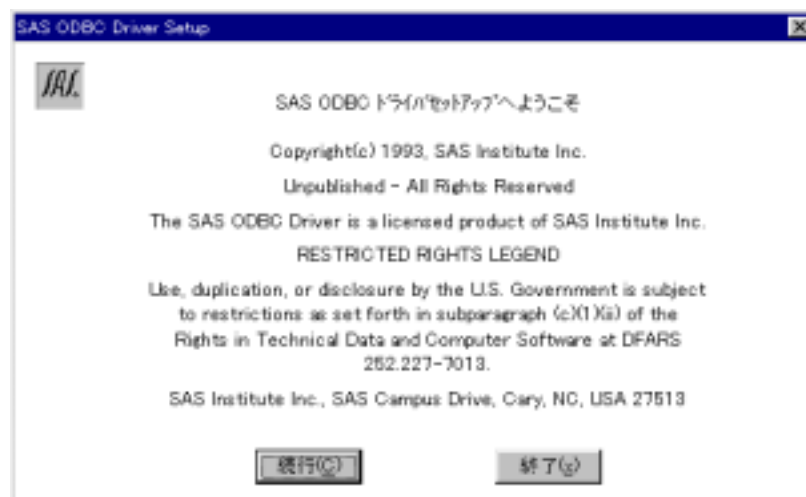 SAS ODBC Driver Setup
SAS.
SAS ODBC ﾄﾞﾗｲﾊﾞｾｯﾄｱｯﾌﾟへようこそ
Copyright(c) 1993, SAS Institute Inc.
Unpublished - All Rights Reserved
The SAS ODBC Driver is a licensed product of SAS Institute Inc.
RESTRICTED RIGHTS LEGEND
Use, duplication, or disclosure by the U.S. Government is subject
to restrictions as set forth in subparagraph (c)(1)(ii) of the
Rights in Technical Data and Computer Software at DFARS
252.227-7013.
SAS Institute Inc., SAS Campus Drive, Cary, NC, USA 27513
続行(C)
終了(x)